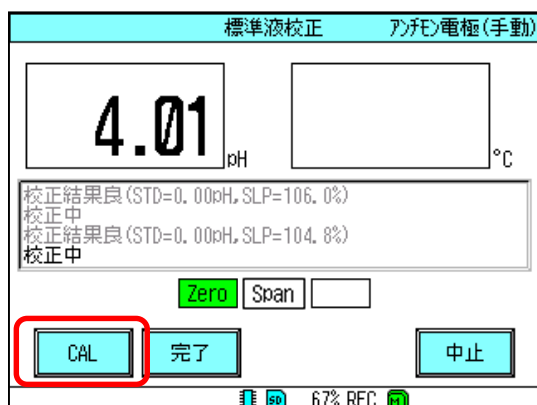 標準液校正 アンチモン電極(手動)
4.01 pH °C
校正結果良(STD=0.00pH,SLP=106.0%)
校正中
校正結果良(STD=0.00pH,SLP=104.8%)
校正中
Zero Span
CAL 完了 中止
SD 67% REC M